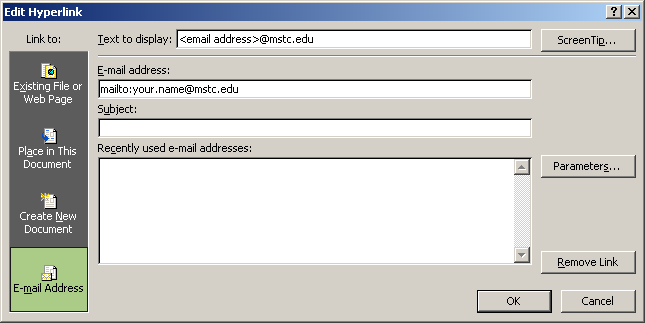 Edit Hyperlink
Link to:
Text to display: <email address>@mstc.edu
ScreenTip...
Existing File or
Web Page
Place in This
Document
Create New
Document
E-mail Address
E-mail address:
mailto:your.name@mstc.edu
Subject:
Recently used e-mail addresses:
Parameters...
Remove Link
OK
Cancel